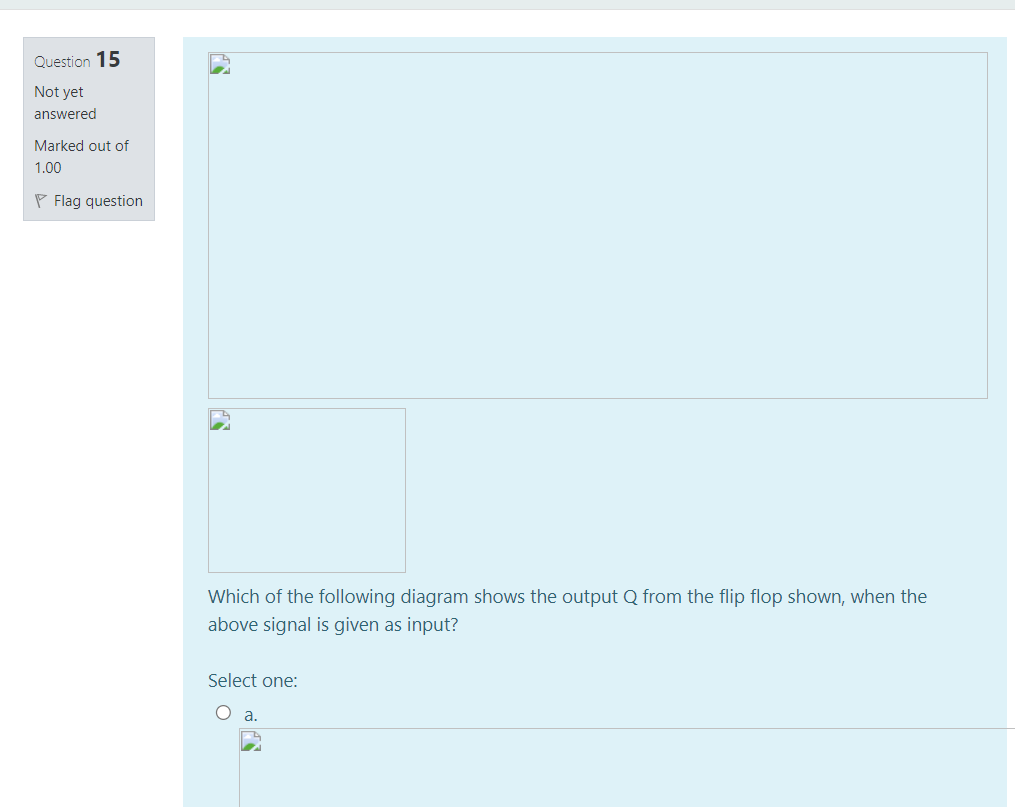 Question 15
Not yet
answered
Marked out of
1.00
Flag question
Which of the following diagram shows the output Q from the flip flop shown, when the
above signal is given as input?
Select one:
a.